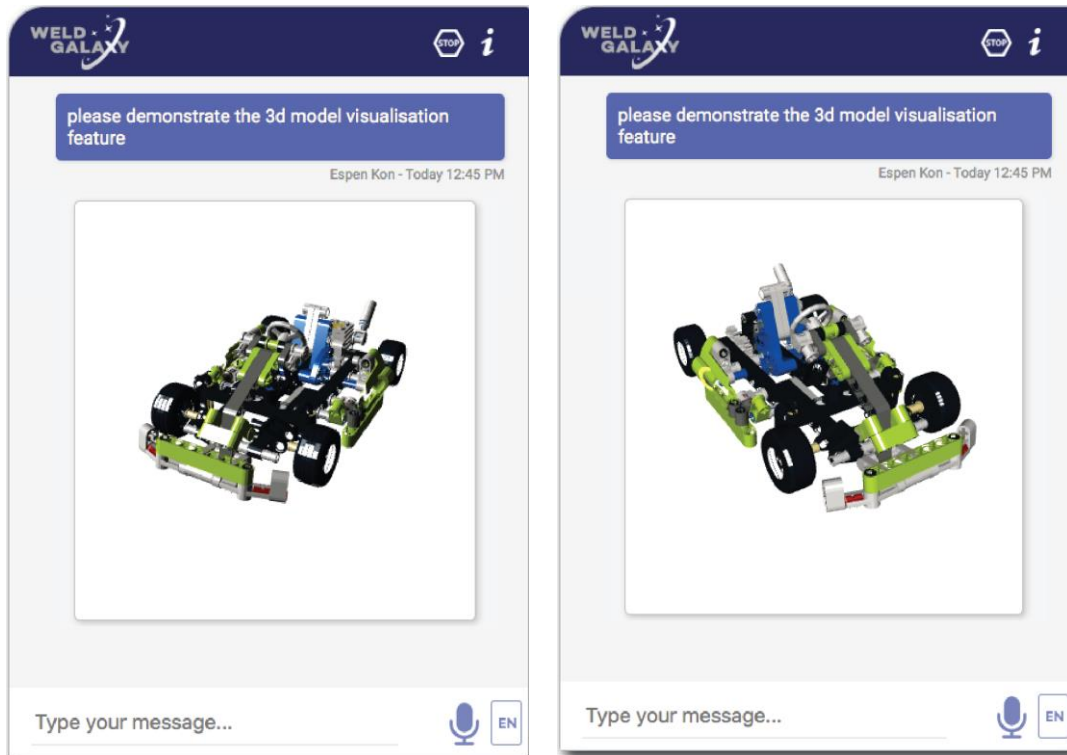 WELD
GALAXY
STOP
i
please demonstrate the 3d model visualisation
feature
Espen Kon - Today 12:45 PM
Type your message...
EN
WELD
GALAXY
STOP
i
please demonstrate the 3d model visualisation
feature
Espen Kon - Today 12:45 PM
Type your message...
EN